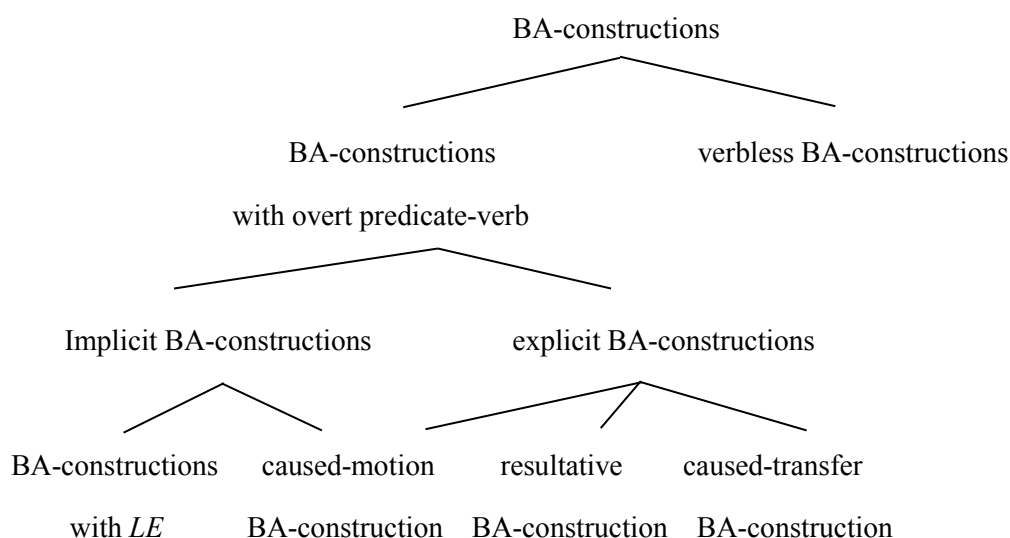 BA-constructions
BA-constructions verbless BA-constructions
with overt predicate-verb
Implicit BA-constructions explicit BA-constructions
BA-constructions caused-motion resultative caused-transfer
with LE BA-construction BA-construction BA-construction